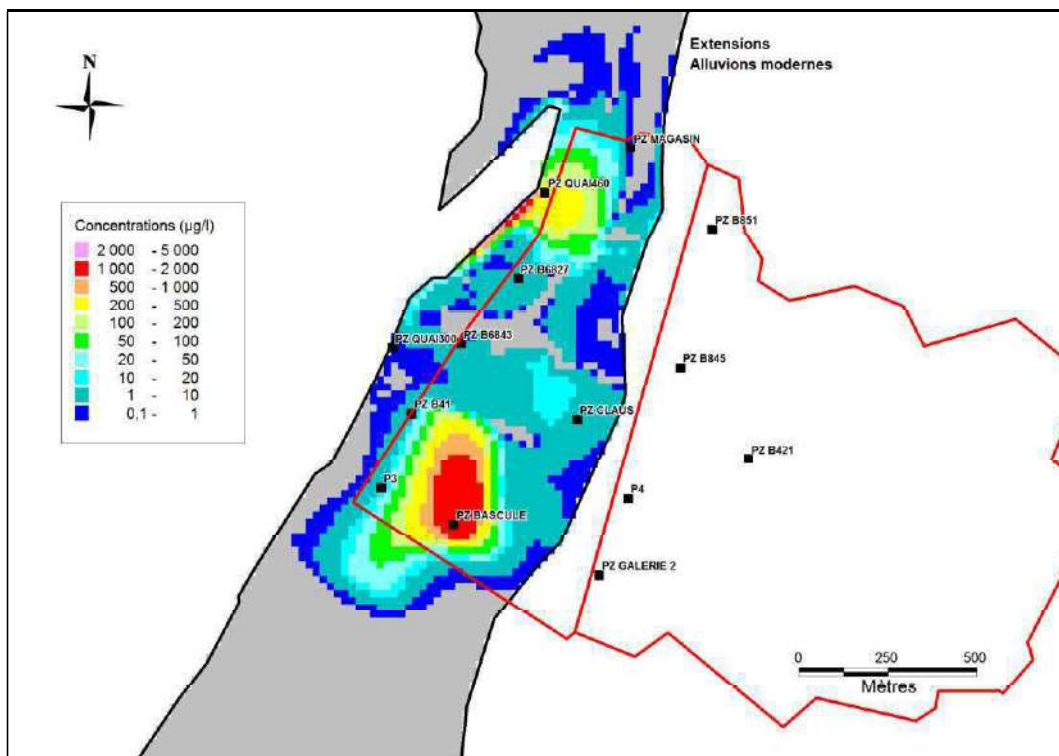 Extensions
Alluvions modernes
N
PZ MAGASIN
PZ QUAI460
PZ B851
Concentrations (µg/l)
2 000 - 5 000
1 000 - 2 000
500 - 1 000
200 - 500
100 - 200
50 - 100
20 - 50
10 - 20
1 - 10
0,1 - 1
PZ B6827
PZ QUAI300
PZ B6843
PZ B845
PZ B41
PZ CLAUS
PZ B421
P3
P4
PZ BASCULE
PZ GALERIE 2
0 250 500
Mètres